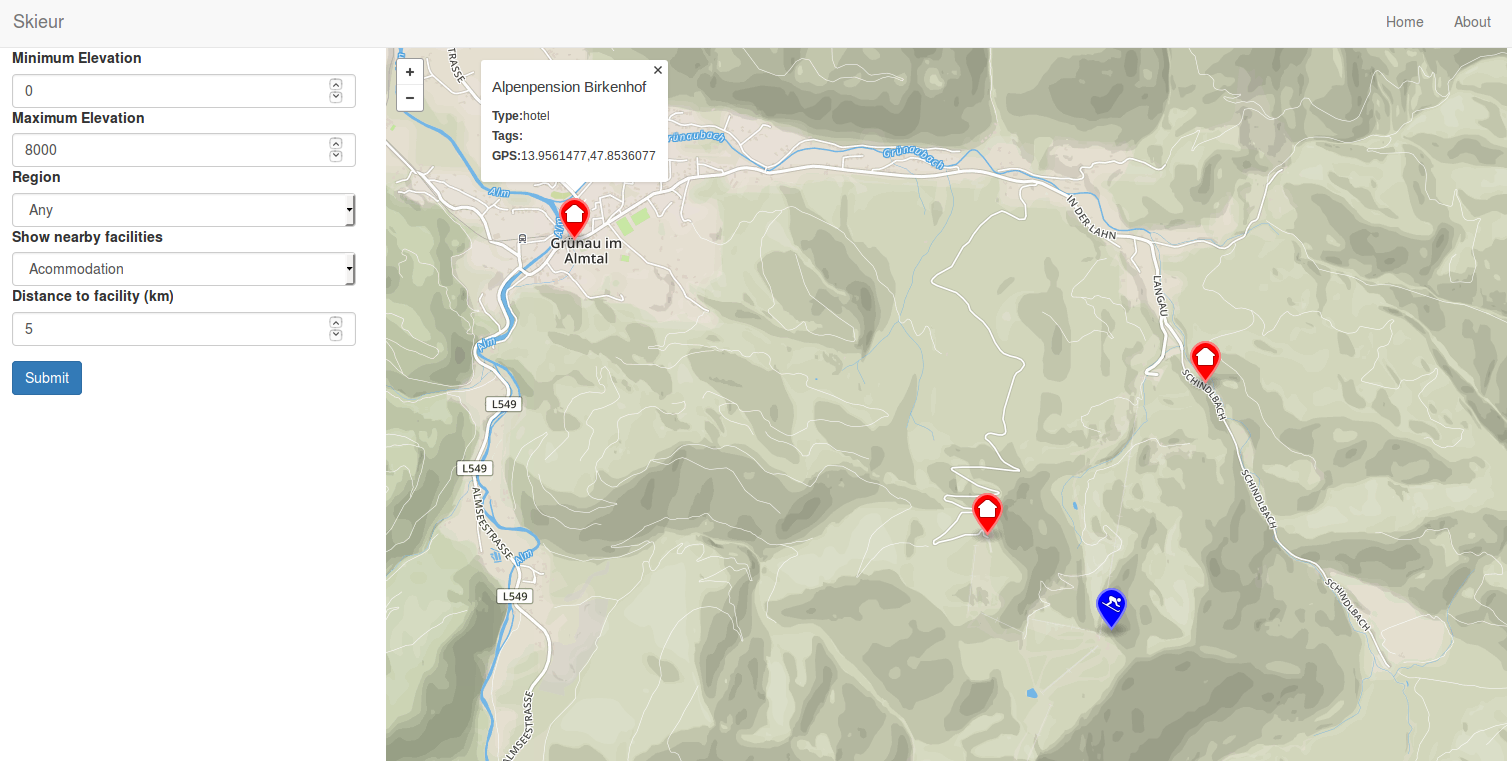 Skieur
Home
About
Minimum Elevation
0
Maximum Elevation
8000
Region
Any
Show nearby facilities
Acommodation
Distance to facility (km)
5
Submit
+
−
×
Alpenpension Birkenhof
Type:hotel
Tags:
GPS:13.9561477,47.8536077
TRASSE
rünaubach
Grünaubach
Alm
Alm
Grünau im
Almtal
IN DER LAHN
LANGAU
Alm
SCHINDLBACH
L549
L549
SCHINDLBACH
ALMSEESTRASSE
Alm
L549
SCHINDLBACH
ALMSEESTRASSE